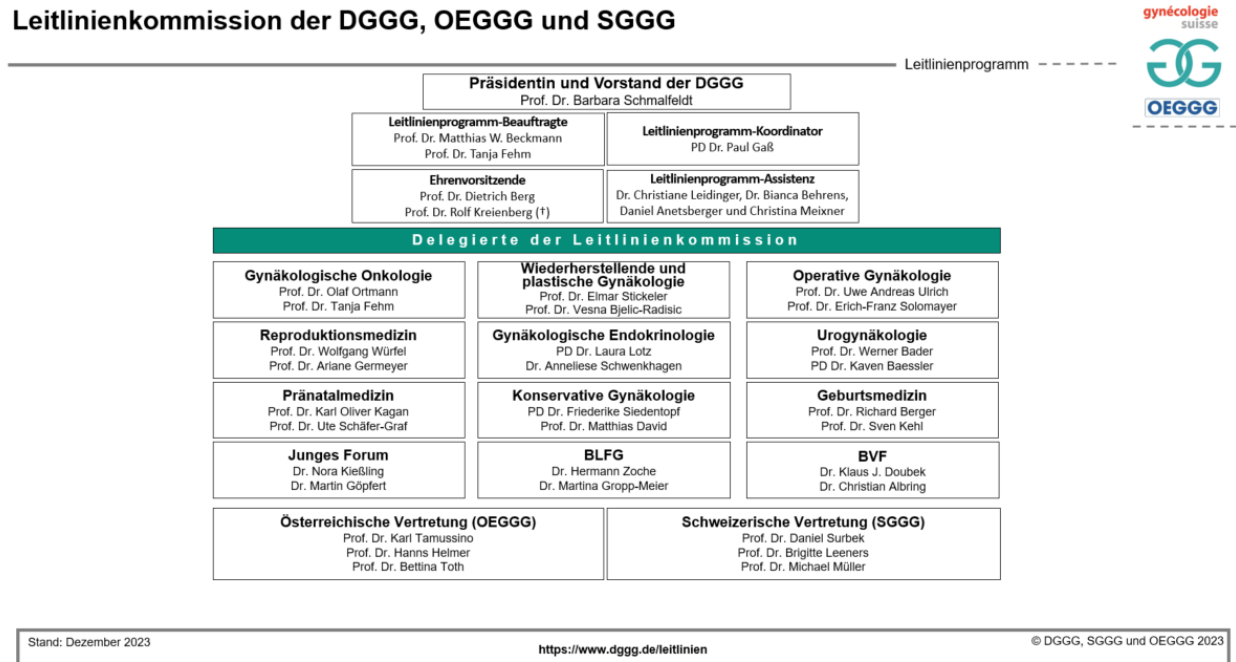 Leitlinienkommission der DGGG, OEGGG und SGGG
gynécologie
suisse
Leitlinienprogramm
GG
OEGGG
Präsidentin und Vorstand der DGGG
Prof. Dr. Barbara Schmalfeldt
Leitlinienprogramm-Beauftragte
Prof. Dr. Matthias W. Beckmann
Prof. Dr. Tanja Fehm
Leitlinienprogramm-Koordinator
PD Dr. Paul Gaß
Ehrenvorsitzende
Prof. Dr. Dietrich Berg
Prof. Dr. Rolf Kreienberg (†)
Leitlinienprogramm-Assistenz
Dr. Christiane Leidinger, Dr. Bianca Behrens,
Daniel Anetsberger und Christina Meixner
Delegierte der Leitlinienkommission
Gynäkologische Onkologie
Prof. Dr. Olaf Ortmann
Prof. Dr. Tanja Fehm
Wiederherstellende und
plastische Gynäkologie
Prof. Dr. Elmar Stickeler
Prof. Dr. Vesna Bjelic-Radisic
Operative Gynäkologie
Prof. Dr. Uwe Andreas Ulrich
Prof. Dr. Erich-Franz Solomayer
Reproduktionsmedizin
Prof. Dr. Wolfgang Würfel
Prof. Dr. Ariane Germeyer
Gynäkologische Endokrinologie
PD Dr. Laura Lotz
Dr. Anneliese Schwenkhagen
Urogynäkologie
Prof. Dr. Werner Bader
PD Dr. Kaven Baessler
Pränatalmedizin
Prof. Dr. Karl Oliver Kagan
Prof. Dr. Ute Schäfer-Graf
Konservative Gynäkologie
PD Dr. Friederike Siedentopf
Prof. Dr. Matthias David
Geburtsmedizin
Prof. Dr. Richard Berger
Prof. Dr. Sven Kehl
Junges Forum
Dr. Nora Kießling
Dr. Martin Göpfert
BLFG
Dr. Hermann Zoche
Dr. Martina Gropp-Meier
BVF
Dr. Klaus J. Doubek
Dr. Christian Albring
Österreichische Vertretung (OEGGG)
Prof. Dr. Karl Tamussino
Prof. Dr. Hanns Helmer
Prof. Dr. Bettina Toth
Schweizerische Vertretung (SGGG)
Prof. Dr. Daniel Surbek
Prof. Dr. Brigitte Leeners
Prof. Dr. Michael Müller
Stand: Dezember 2023
https://www.dggg.de/leitlinien
© DGGG, SGGG und OEGGG 2023